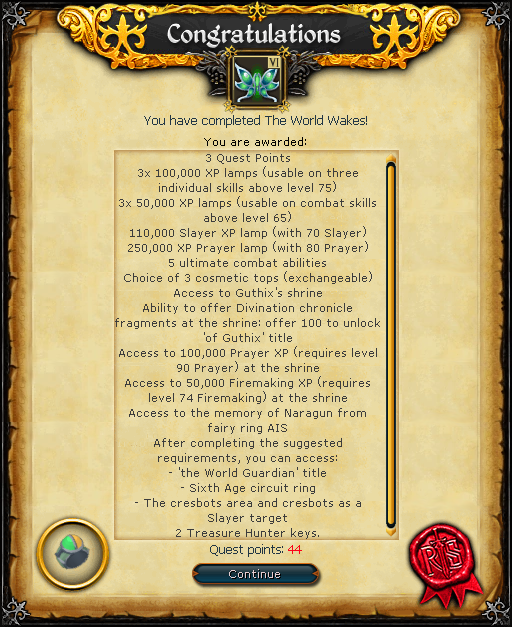 Congratulations
VI
You have completed The World Wakes!
You are awarded:
3 Quest Points
3x 100,000 XP lamps (usable on three
individual skills above level 75)
3x 50,000 XP lamps (usable on combat skills
above level 65)
110,000 Slayer XP lamp (with 70 Slayer)
250,000 XP Prayer lamp (with 80 Prayer)
5 ultimate combat abilities
Choice of 3 cosmetic tops (exchangeable)
Access to Guthix's shrine
Ability to offer Divination chronicle
fragments at the shrine: offer 100 to unlock
'of Guthix' title
Access to 100,000 Prayer XP (requires level
90 Prayer) at the shrine
Access to 50,000 Firemaking XP (requires
level 74 Firemaking) at the shrine
Access to the memory of Naragun from
fairy ring AIS
After completing the suggested
requirements, you can access:
- 'the World Guardian' title
- Sixth Age circuit ring
- The cresbots area and cresbots as a
Slayer target
2 Treasure Hunter keys.
Quest points: 44
Continue
RS